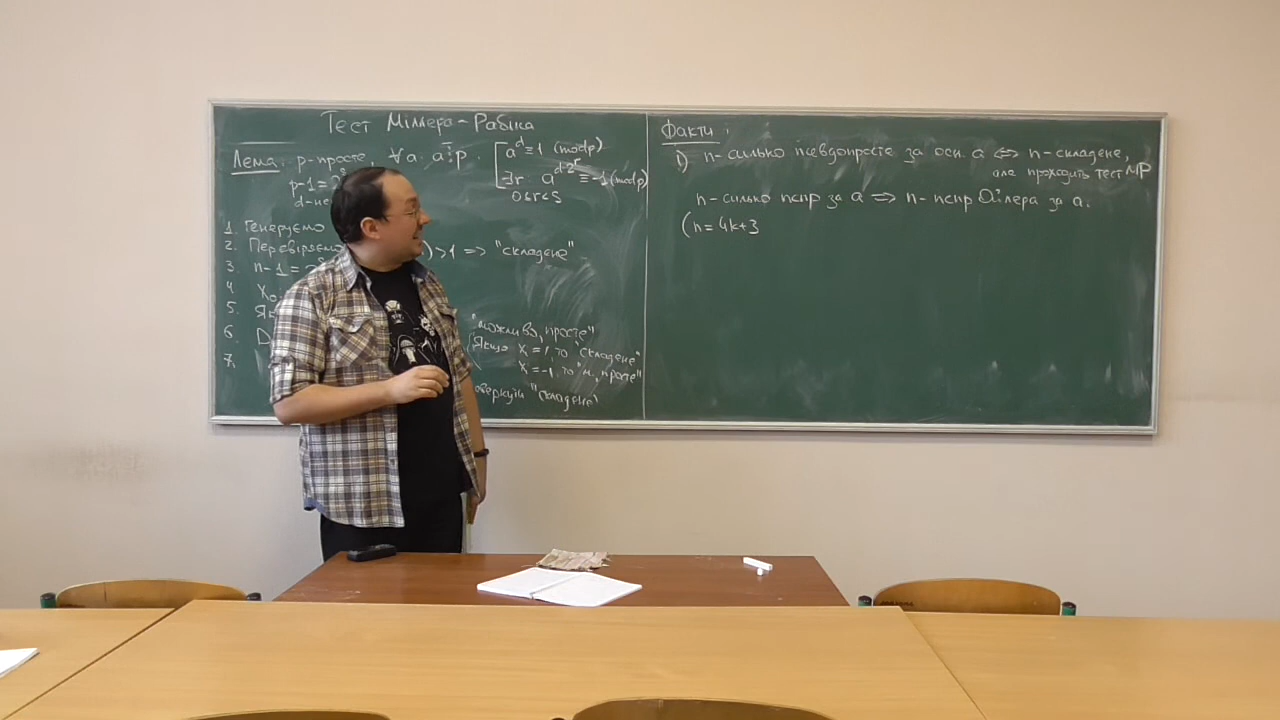 Тест Міллера-Рабіна
Лема: p-просте, ∀a: a⋮p: a^d ≡ 1 (mod p)
p-1=2^s
∃r a^{d·2^r} ≡ -1 (mod p)
d-не
0≤r<s
1. Генеруємо
2. Перевіряємо ) > 1 => "складене"
3. n-1=2^s
4.
5. Як
6.
7.
"можливо, просте"
Якщо x=1, то "складене"
x=-1, то "м. просте"
"складене"
Факти:
1) n-сильно псевдопросте за осн. a ⇔ n-складене,
але проходить тест МР
n-сильно пспр за a => n-пспр Ойлера за a.
(n=4k+3